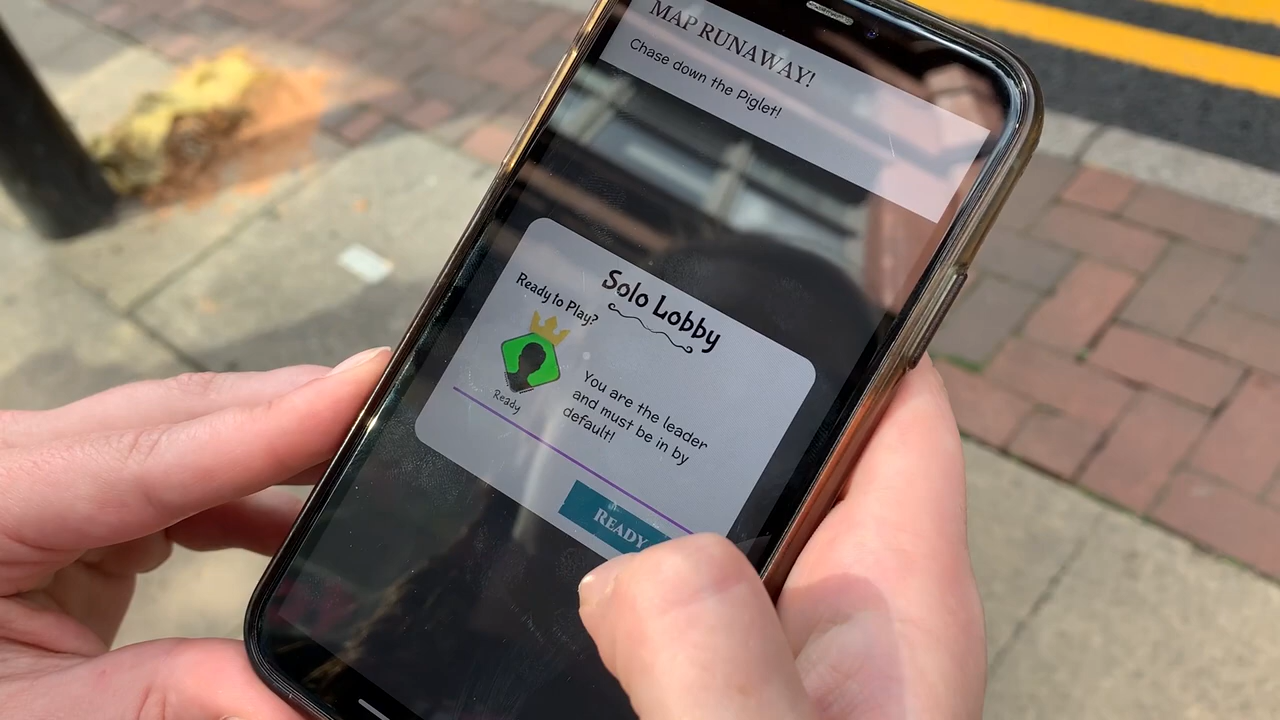 MAP RUNAWAY!
Chase down the Piglet!
Solo Lobby
Ready to Play?
Ready
You are the leader
and must be in by
default!
READY